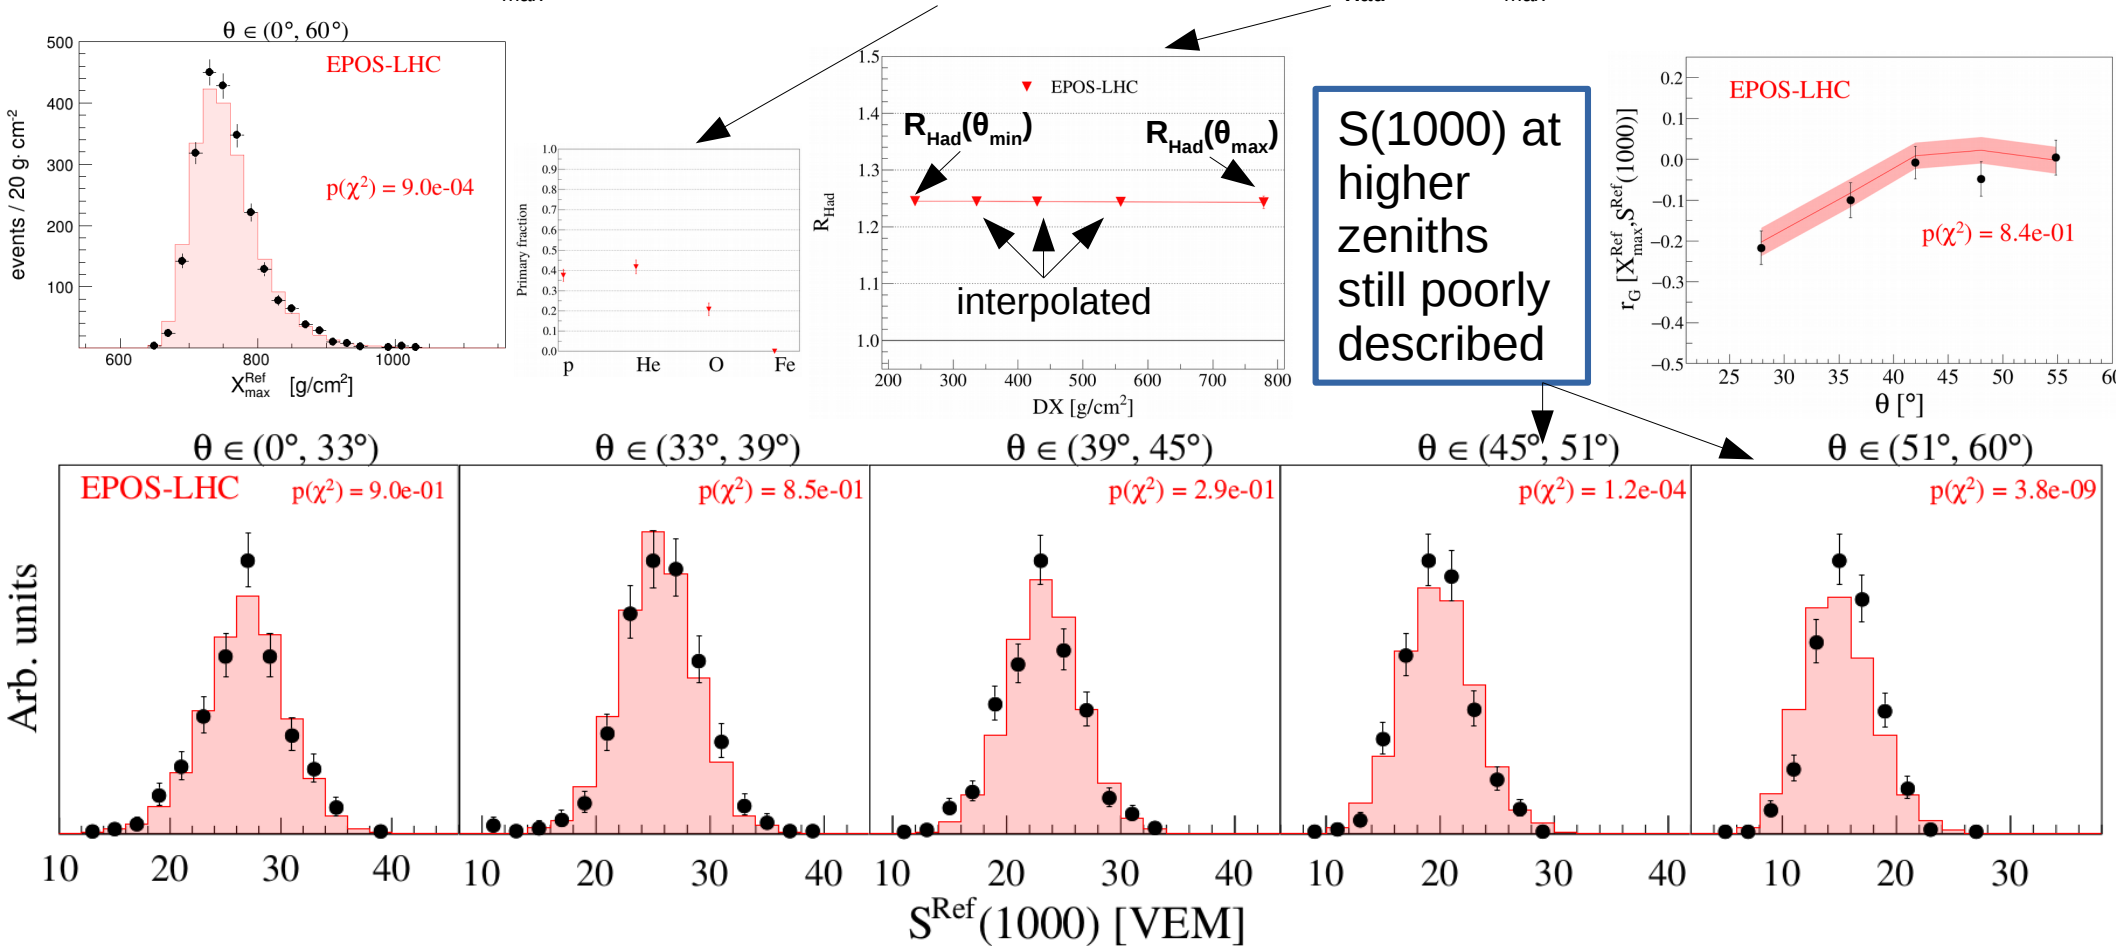 max
Had
max
θ ∈ (0°, 60°)
EPOS-LHC
p(χ²) = 9.0e-04
events / 20 g· cm⁻²
500
400
300
200
100
600
800
1000
X^Ref_max [g/cm²]
Primary fraction
1.0
0.9
0.8
0.7
0.6
0.5
0.4
0.3
0.2
0.1
0.0
p
He
O
Fe
EPOS-LHC
R_Had(θ_min)
R_Had(θ_max)
interpolated
R_Had
1.5
1.4
1.3
1.2
1.1
1.0
200
300
400
500
600
700
800
DX [g/cm²]
S(1000) at
higher
zeniths
still poorly
described
EPOS-LHC
p(χ²) = 8.4e-01
r_G [X^Ref_max,S^Ref(1000)]
0.2
0.1
0.0
−0.1
−0.2
−0.3
−0.4
−0.5
25
30
35
40
45
50
55
θ [°]
θ ∈ (0°, 33°)
θ ∈ (33°, 39°)
θ ∈ (39°, 45°)
θ ∈ (45°, 51°)
θ ∈ (51°, 60°)
EPOS-LHC
p(χ²) = 9.0e-01
p(χ²) = 8.5e-01
p(χ²) = 2.9e-01
p(χ²) = 1.2e-04
p(χ²) = 3.8e-09
Arb. units
10 20 30
10 20 30 40
10 20 30
10 20 30 40
10 20 30
S^Ref(1000) [VEM]